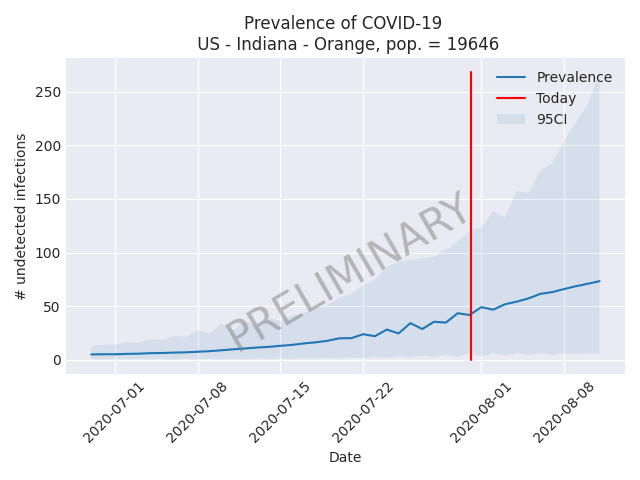 Prevalence of COVID-19
US - Indiana - Orange, pop. = 19646
Prevalence
Today
95CI
250
200
150
100
50
0
# undetected infections
PRELIMINARY
2020-07-01
2020-07-08
2020-07-15
2020-07-22
2020-08-01
2020-08-08
Date